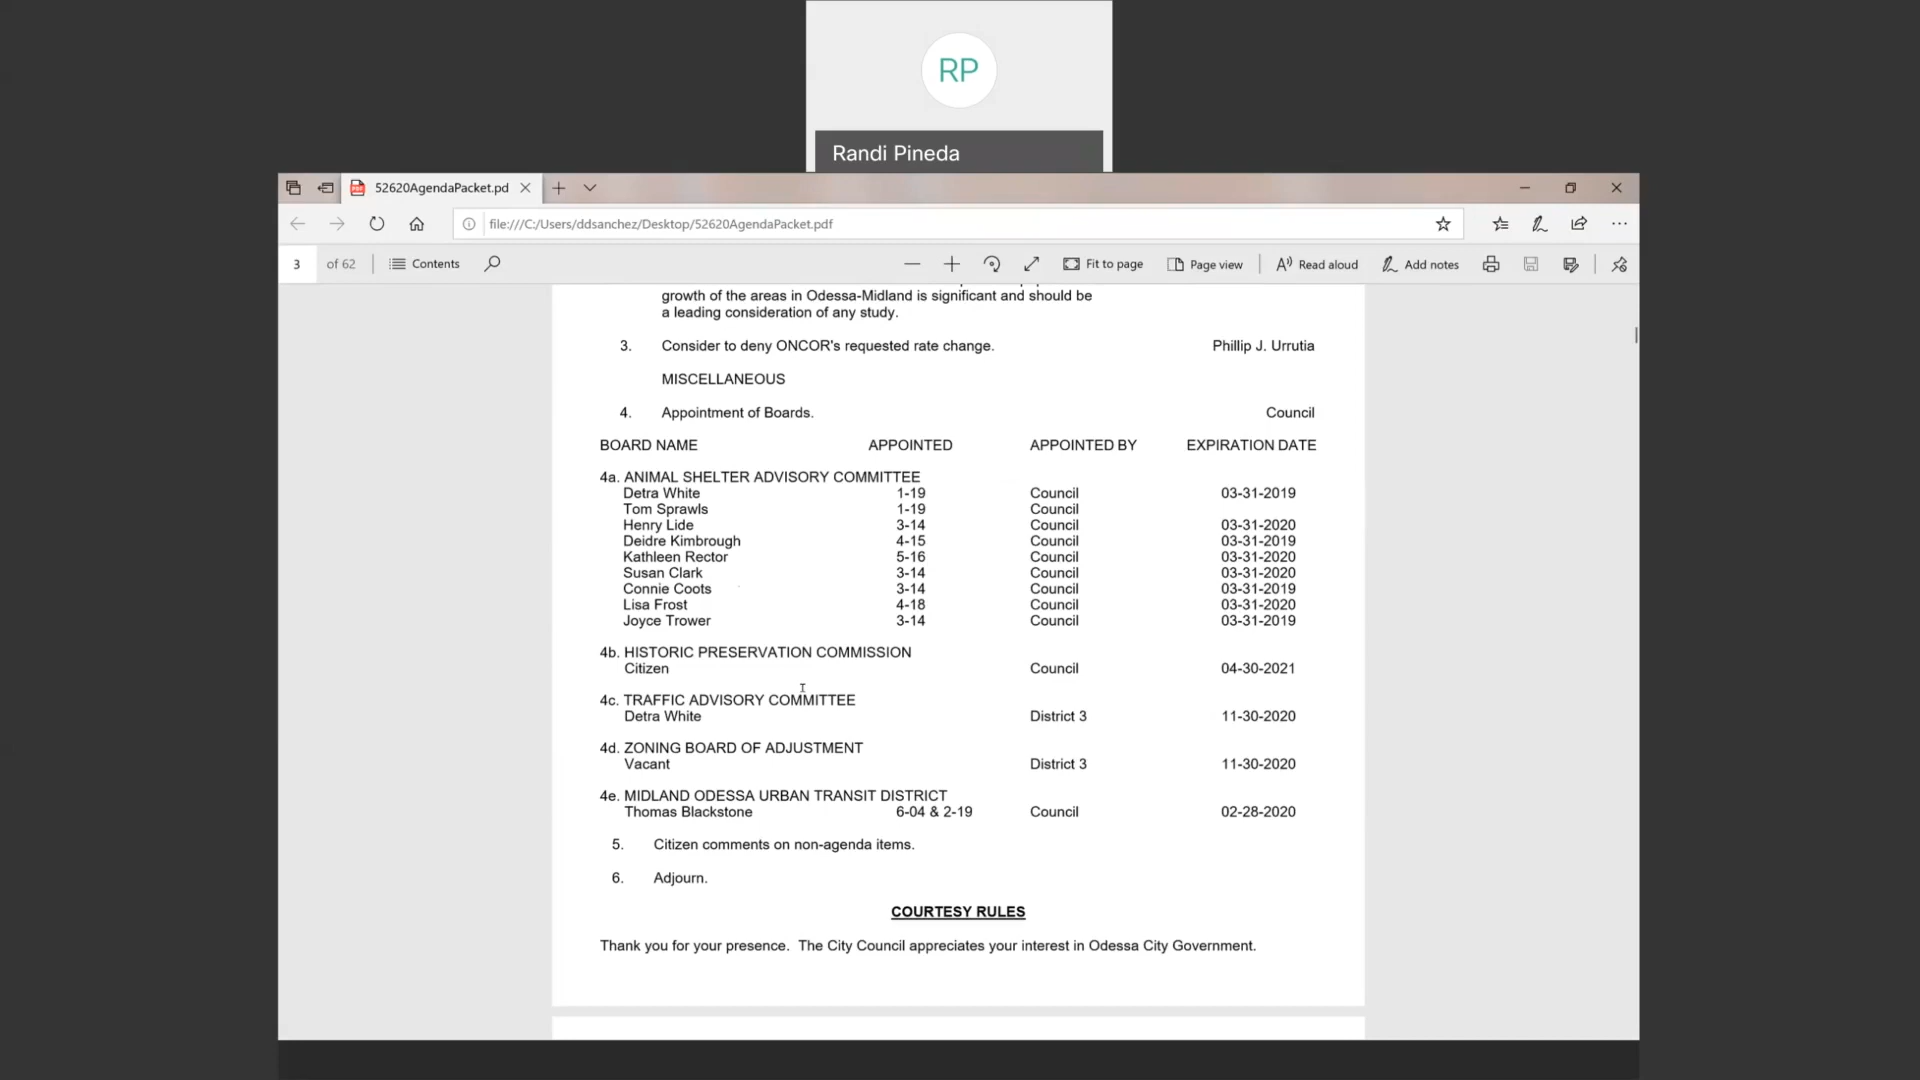 RP
Randi Pineda
52620AgendaPacket.pd
file:///C:/Users/ddsanchez/Desktop/52620AgendaPacket.pdf
3 of 62 Contents Fit to page Page view Read aloud Add notes
growth of the areas in Odessa-Midland is significant and should be
a leading consideration of any study.
3. Consider to deny ONCOR's requested rate change. Phillip J. Urrutia
MISCELLANEOUS
4. Appointment of Boards. Council
BOARD NAME APPOINTED APPOINTED BY EXPIRATION DATE
4a. ANIMAL SHELTER ADVISORY COMMITTEE
Detra White 1-19 Council 03-31-2019
Tom Sprawls 1-19 Council
Henry Lide 3-14 Council 03-31-2020
Deidre Kimbrough 4-15 Council 03-31-2019
Kathleen Rector 5-16 Council 03-31-2020
Susan Clark 3-14 Council 03-31-2020
Connie Coots 3-14 Council 03-31-2019
Lisa Frost 4-18 Council 03-31-2020
Joyce Trower 3-14 Council 03-31-2019
4b. HISTORIC PRESERVATION COMMISSION
Citizen Council 04-30-2021
4c. TRAFFIC ADVISORY COMMITTEE
Detra White District 3 11-30-2020
4d. ZONING BOARD OF ADJUSTMENT
Vacant District 3 11-30-2020
4e. MIDLAND ODESSA URBAN TRANSIT DISTRICT
Thomas Blackstone 6-04 & 2-19 Council 02-28-2020
5. Citizen comments on non-agenda items.
6. Adjourn.
COURTESY RULES
Thank you for your presence. The City Council appreciates your interest in Odessa City Government.